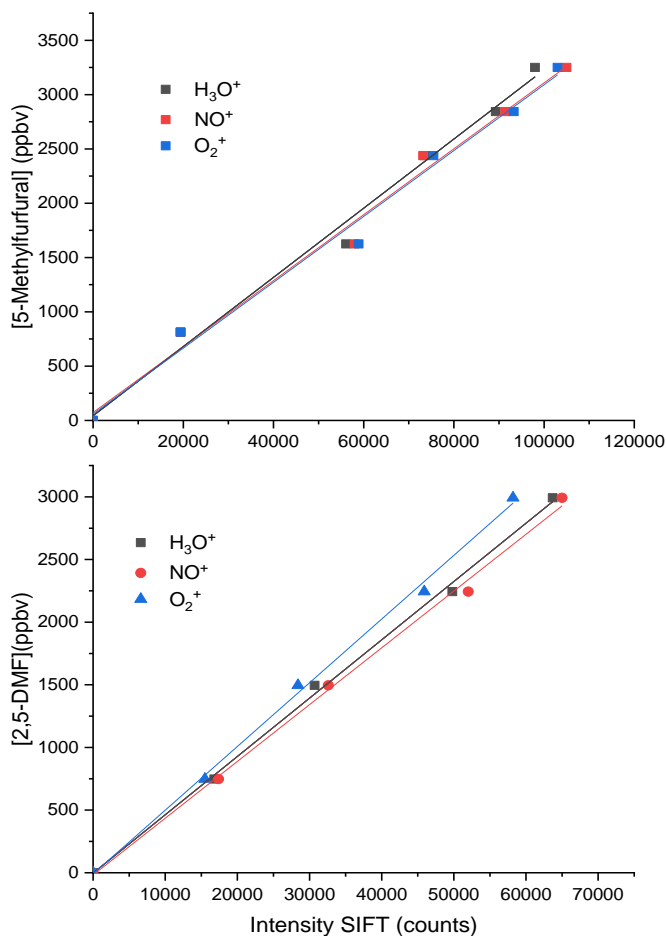 3500
3000
2500
2000
1500
1000
500
0
[5-Methylfurfural] (ppbv)
H₃O⁺
NO⁺
O₂⁺
0 20000 40000 60000 80000 100000 120000
3000
2500
2000
1500
1000
500
0
[2,5-DMF](ppbv)
H₃O⁺
NO⁺
O₂⁺
0 10000 20000 30000 40000 50000 60000 70000
Intensity SIFT (counts)